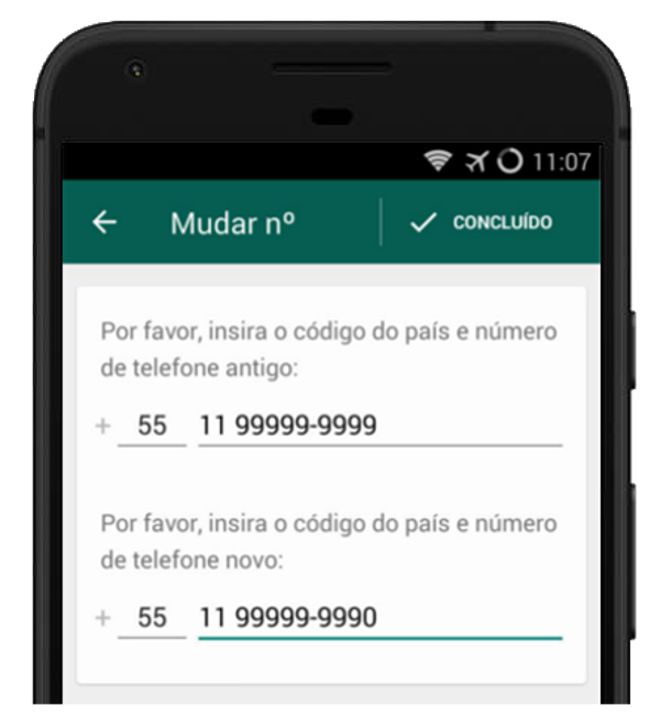 11:07
Mudar nº
CONCLUÍDO
Por favor, insira o código do país e número
de telefone antigo:
+ 55 11 99999-9999
Por favor, insira o código do país e número
de telefone novo:
+ 55 11 99999-9990